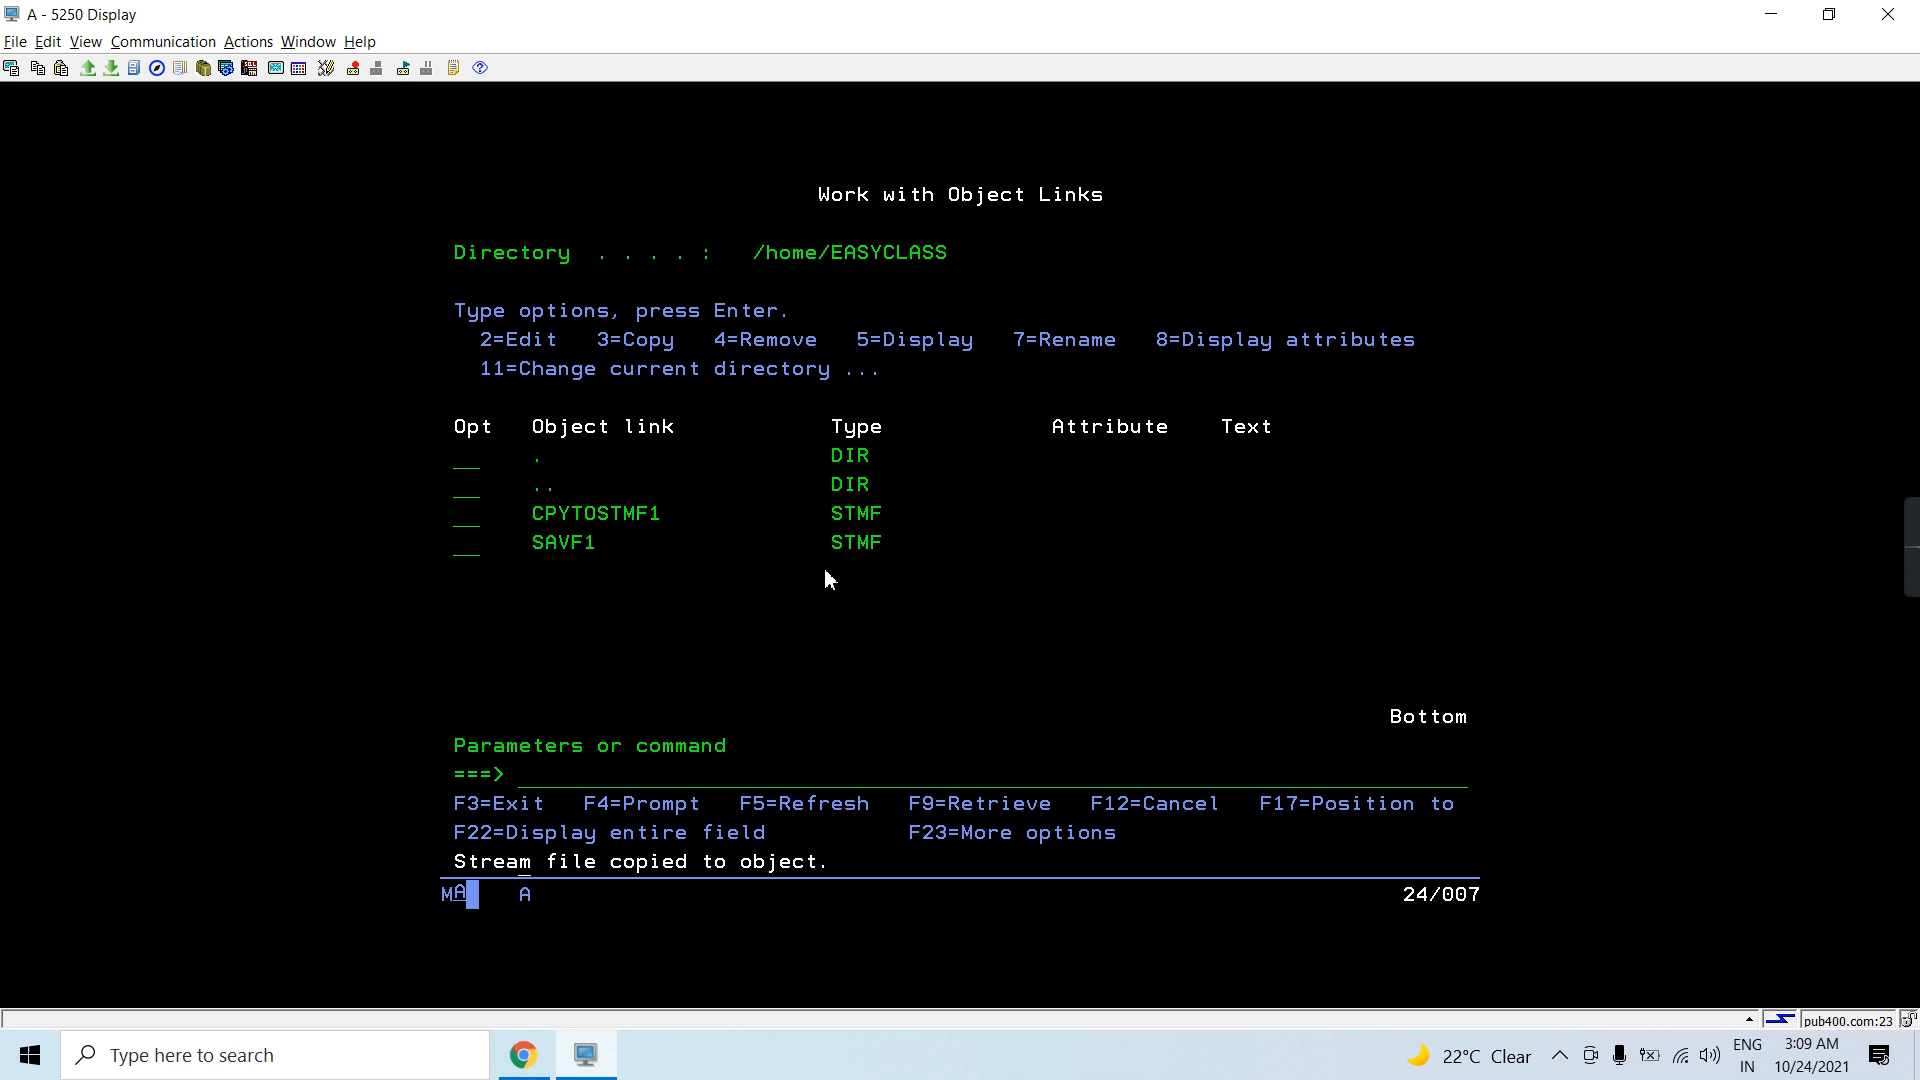 A - 5250 Display
File Edit View Communication Actions Window Help
Work with Object Links
Directory . . . . : /home/EASYCLASS
Type options, press Enter.
2=Edit 3=Copy 4=Remove 5=Display 7=Rename 8=Display attributes
11=Change current directory ...
Opt Object link Type Attribute Text
. DIR
.. DIR
CPYTOSTMF1 STMF
SAVF1 STMF
Bottom
Parameters or command
===>
F3=Exit F4=Prompt F5=Refresh F9=Retrieve F12=Cancel F17=Position to
F22=Display entire field F23=More options
Stream file copied to object.
MA A 24/007
pub400.com:23
Type here to search
22°C Clear
ENG
IN
3:09 AM
10/24/2021